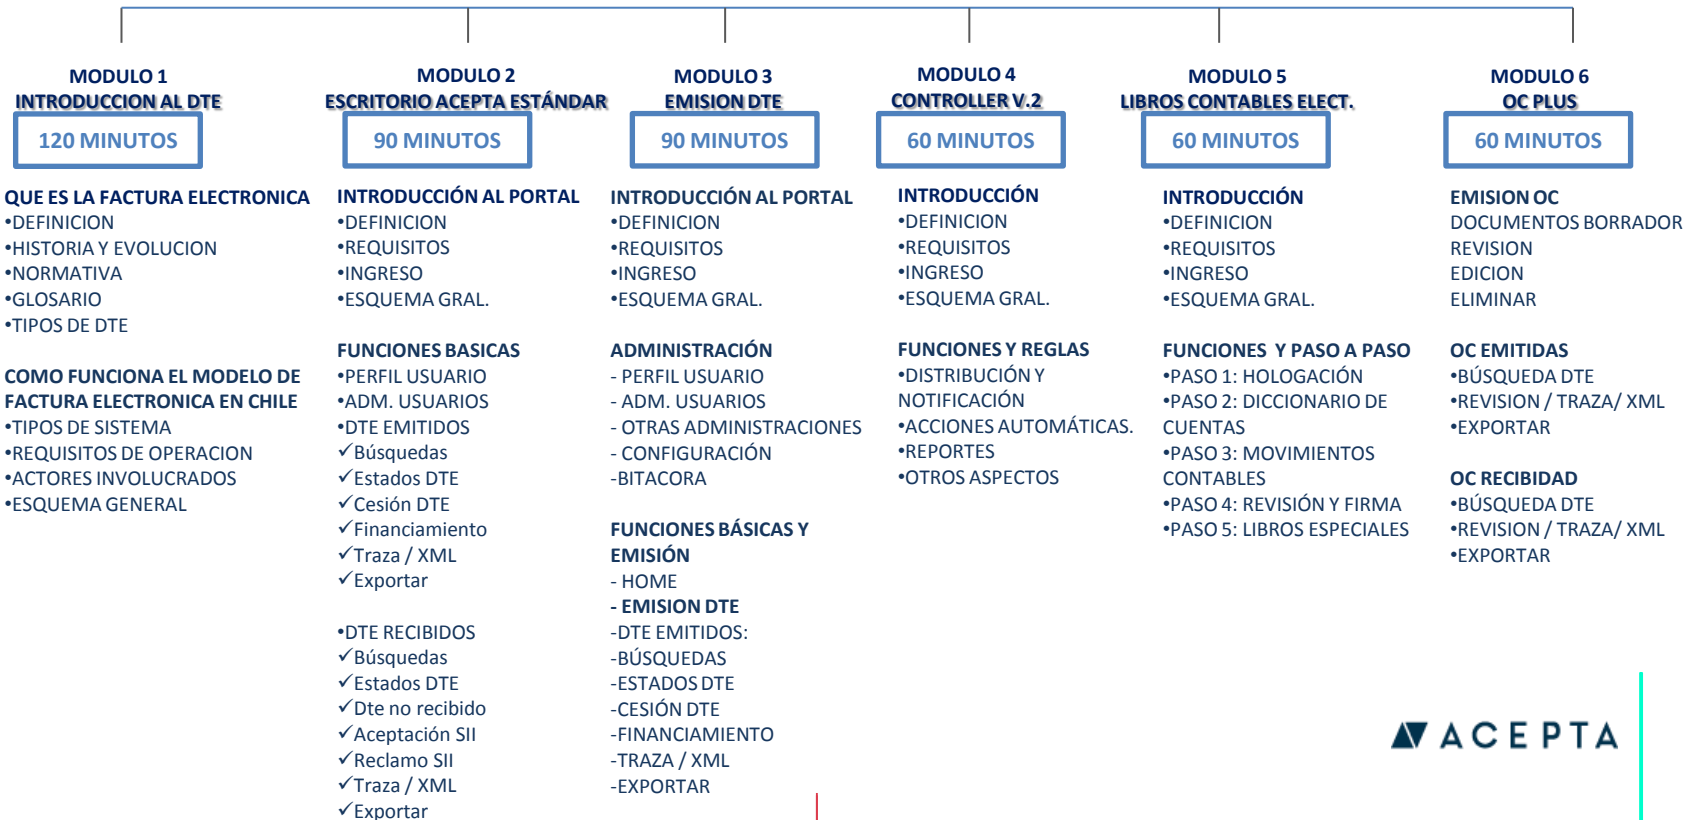 MODULO 1
INTRODUCCION AL DTE
120 MINUTOS
QUE ES LA FACTURA ELECTRONICA
•DEFINICION
•HISTORIA Y EVOLUCION
•NORMATIVA
•GLOSARIO
•TIPOS DE DTE
COMO FUNCIONA EL MODELO DE
FACTURA ELECTRONICA EN CHILE
•TIPOS DE SISTEMA
•REQUISITOS DE OPERACION
•ACTORES INVOLUCRADOS
•ESQUEMA GENERAL
MODULO 2
ESCRITORIO ACEPTA ESTÁNDAR
90 MINUTOS
INTRODUCCIÓN AL PORTAL
•DEFINICION
•REQUISITOS
•INGRESO
•ESQUEMA GRAL.
FUNCIONES BASICAS
•PERFIL USUARIO
•ADM. USUARIOS
•DTE EMITIDOS
✓Búsquedas
✓Estados DTE
✓Cesión DTE
✓Financiamiento
✓Traza / XML
✓Exportar
•DTE RECIBIDOS
✓Búsquedas
✓Estados DTE
✓Dte no recibido
✓Aceptación SII
✓Reclamo SII
✓Traza / XML
✓Exportar
MODULO 3
EMISION DTE
90 MINUTOS
INTRODUCCIÓN AL PORTAL
•DEFINICION
•REQUISITOS
•INGRESO
•ESQUEMA GRAL.
ADMINISTRACIÓN
- PERFIL USUARIO
- ADM. USUARIOS
- OTRAS ADMINISTRACIONES
- CONFIGURACIÓN
-BITACORA
FUNCIONES BÁSICAS Y
EMISIÓN
- HOME
- EMISION DTE
-DTE EMITIDOS:
-BÚSQUEDAS
-ESTADOS DTE
-CESIÓN DTE
-FINANCIAMIENTO
-TRAZA / XML
-EXPORTAR
MODULO 4
CONTROLLER V.2
60 MINUTOS
INTRODUCCIÓN
•DEFINICION
•REQUISITOS
•INGRESO
•ESQUEMA GRAL.
FUNCIONES Y REGLAS
•DISTRIBUCIÓN Y
NOTIFICACIÓN
•ACCIONES AUTOMÁTICAS.
•REPORTES
•OTROS ASPECTOS
MODULO 5
LIBROS CONTABLES ELECT.
60 MINUTOS
INTRODUCCIÓN
•DEFINICION
•REQUISITOS
•INGRESO
•ESQUEMA GRAL.
FUNCIONES Y PASO A PASO
•PASO 1: HOLOGACIÓN
•PASO 2: DICCIONARIO DE
CUENTAS
•PASO 3: MOVIMIENTOS
CONTABLES
•PASO 4: REVISIÓN Y FIRMA
•PASO 5: LIBROS ESPECIALES
MODULO 6
OC PLUS
60 MINUTOS
EMISION OC
DOCUMENTOS BORRADOR
REVISION
EDICION
ELIMINAR
OC EMITIDAS
•BÚSQUEDA DTE
•REVISION / TRAZA/ XML
•EXPORTAR
OC RECIBIDAD
•BÚSQUEDA DTE
•REVISION / TRAZA/ XML
•EXPORTAR
ACEPTA